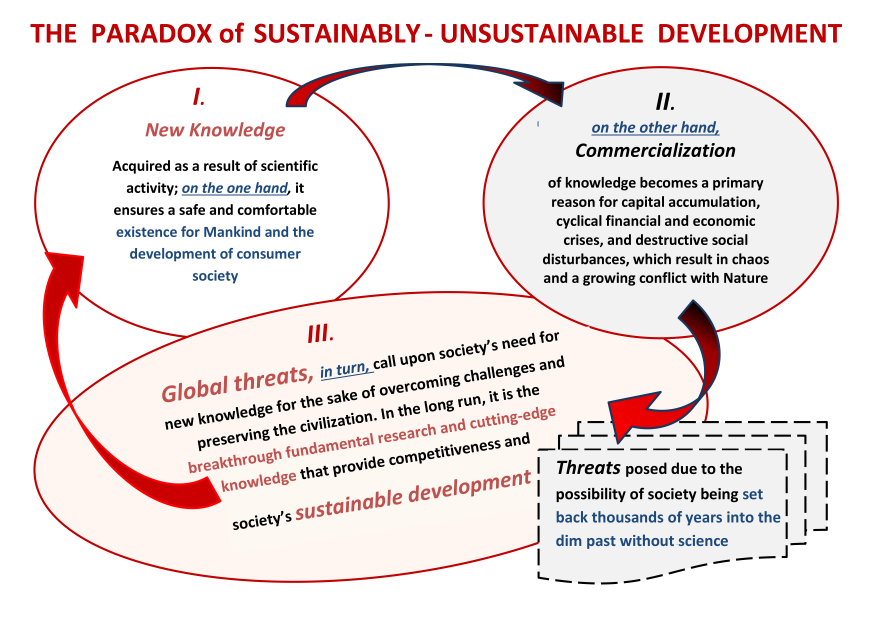 THE PARADOX of SUSTAINABLY - UNSUSTAINABLE DEVELOPMENT
I.
New Knowledge
Acquired as a result of scientific
activity; on the one hand, it
ensures a safe and comfortable
existence for Mankind and the
development of consumer
society
II.
on the other hand,
Commercialization
of knowledge becomes a primary
reason for capital accumulation,
cyclical financial and economic
crises, and destructive social
disturbances, which result in chaos
and a growing conflict with Nature
III.
Global threats, in turn, call upon society’s need for
new knowledge for the sake of overcoming challenges and
preserving the civilization. In the long run, it is the
breakthrough fundamental research and cutting-edge
knowledge that provide competitiveness and
society’s sustainable development
Threats posed due to the
possibility of society being set
back thousands of years into the
dim past without science